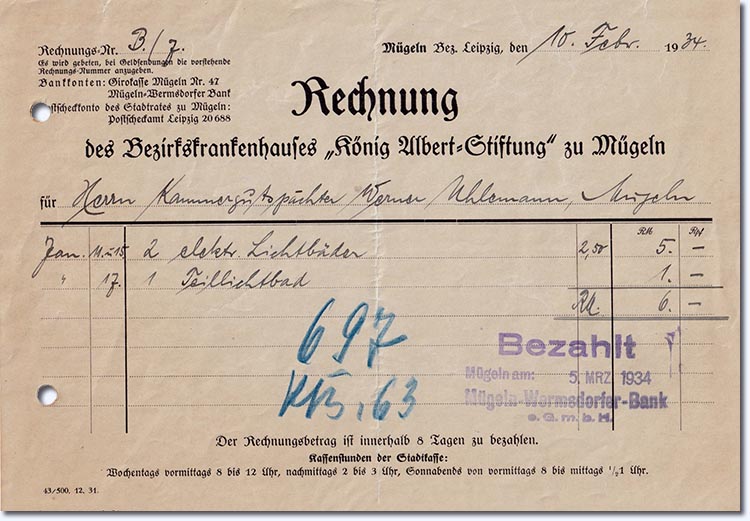 Rechnungs-Nr. B/7.
Mügeln Bez. Leipzig, den 10. Febr. 1934.
Es wird gebeten, bei Geldsendungen die vorstehende
Rechnungs-Nummer anzugeben.
Bankkonten: Girokasse Mügeln Nr. 47
Mügeln-Wermsdorfer Bank
Postscheckkonto des Stadtrates zu Mügeln:
Postscheckamt Leipzig 20 688
Rechnung
des Bezirkskrankenhauses „König Albert-Stiftung“ zu Mügeln
für Herrn Kammergutspächter Werner Uhlemann, Mügeln
RM Rpf
Jan. 11. u. 15. 2 elektr. Lichtbäder 2,50 5. –
" 17. 1 Teillichtbad 1. –
RM. 6. –
697
63
Bezahlt
Mügeln am: 5. MRZ. 1934
Mügeln-Wermsdorfer-Bank
e.G.m.b.H.
Der Rechnungsbetrag ist innerhalb 8 Tagen zu bezahlen.
Kassenstunden der Stadtkasse:
Wochentags vormittags 8 bis 12 Uhr, nachmittags 2 bis 3 Uhr, Sonnabends von vormittags 8 bis mittags ½1 Uhr.
43/500. 12. 31.